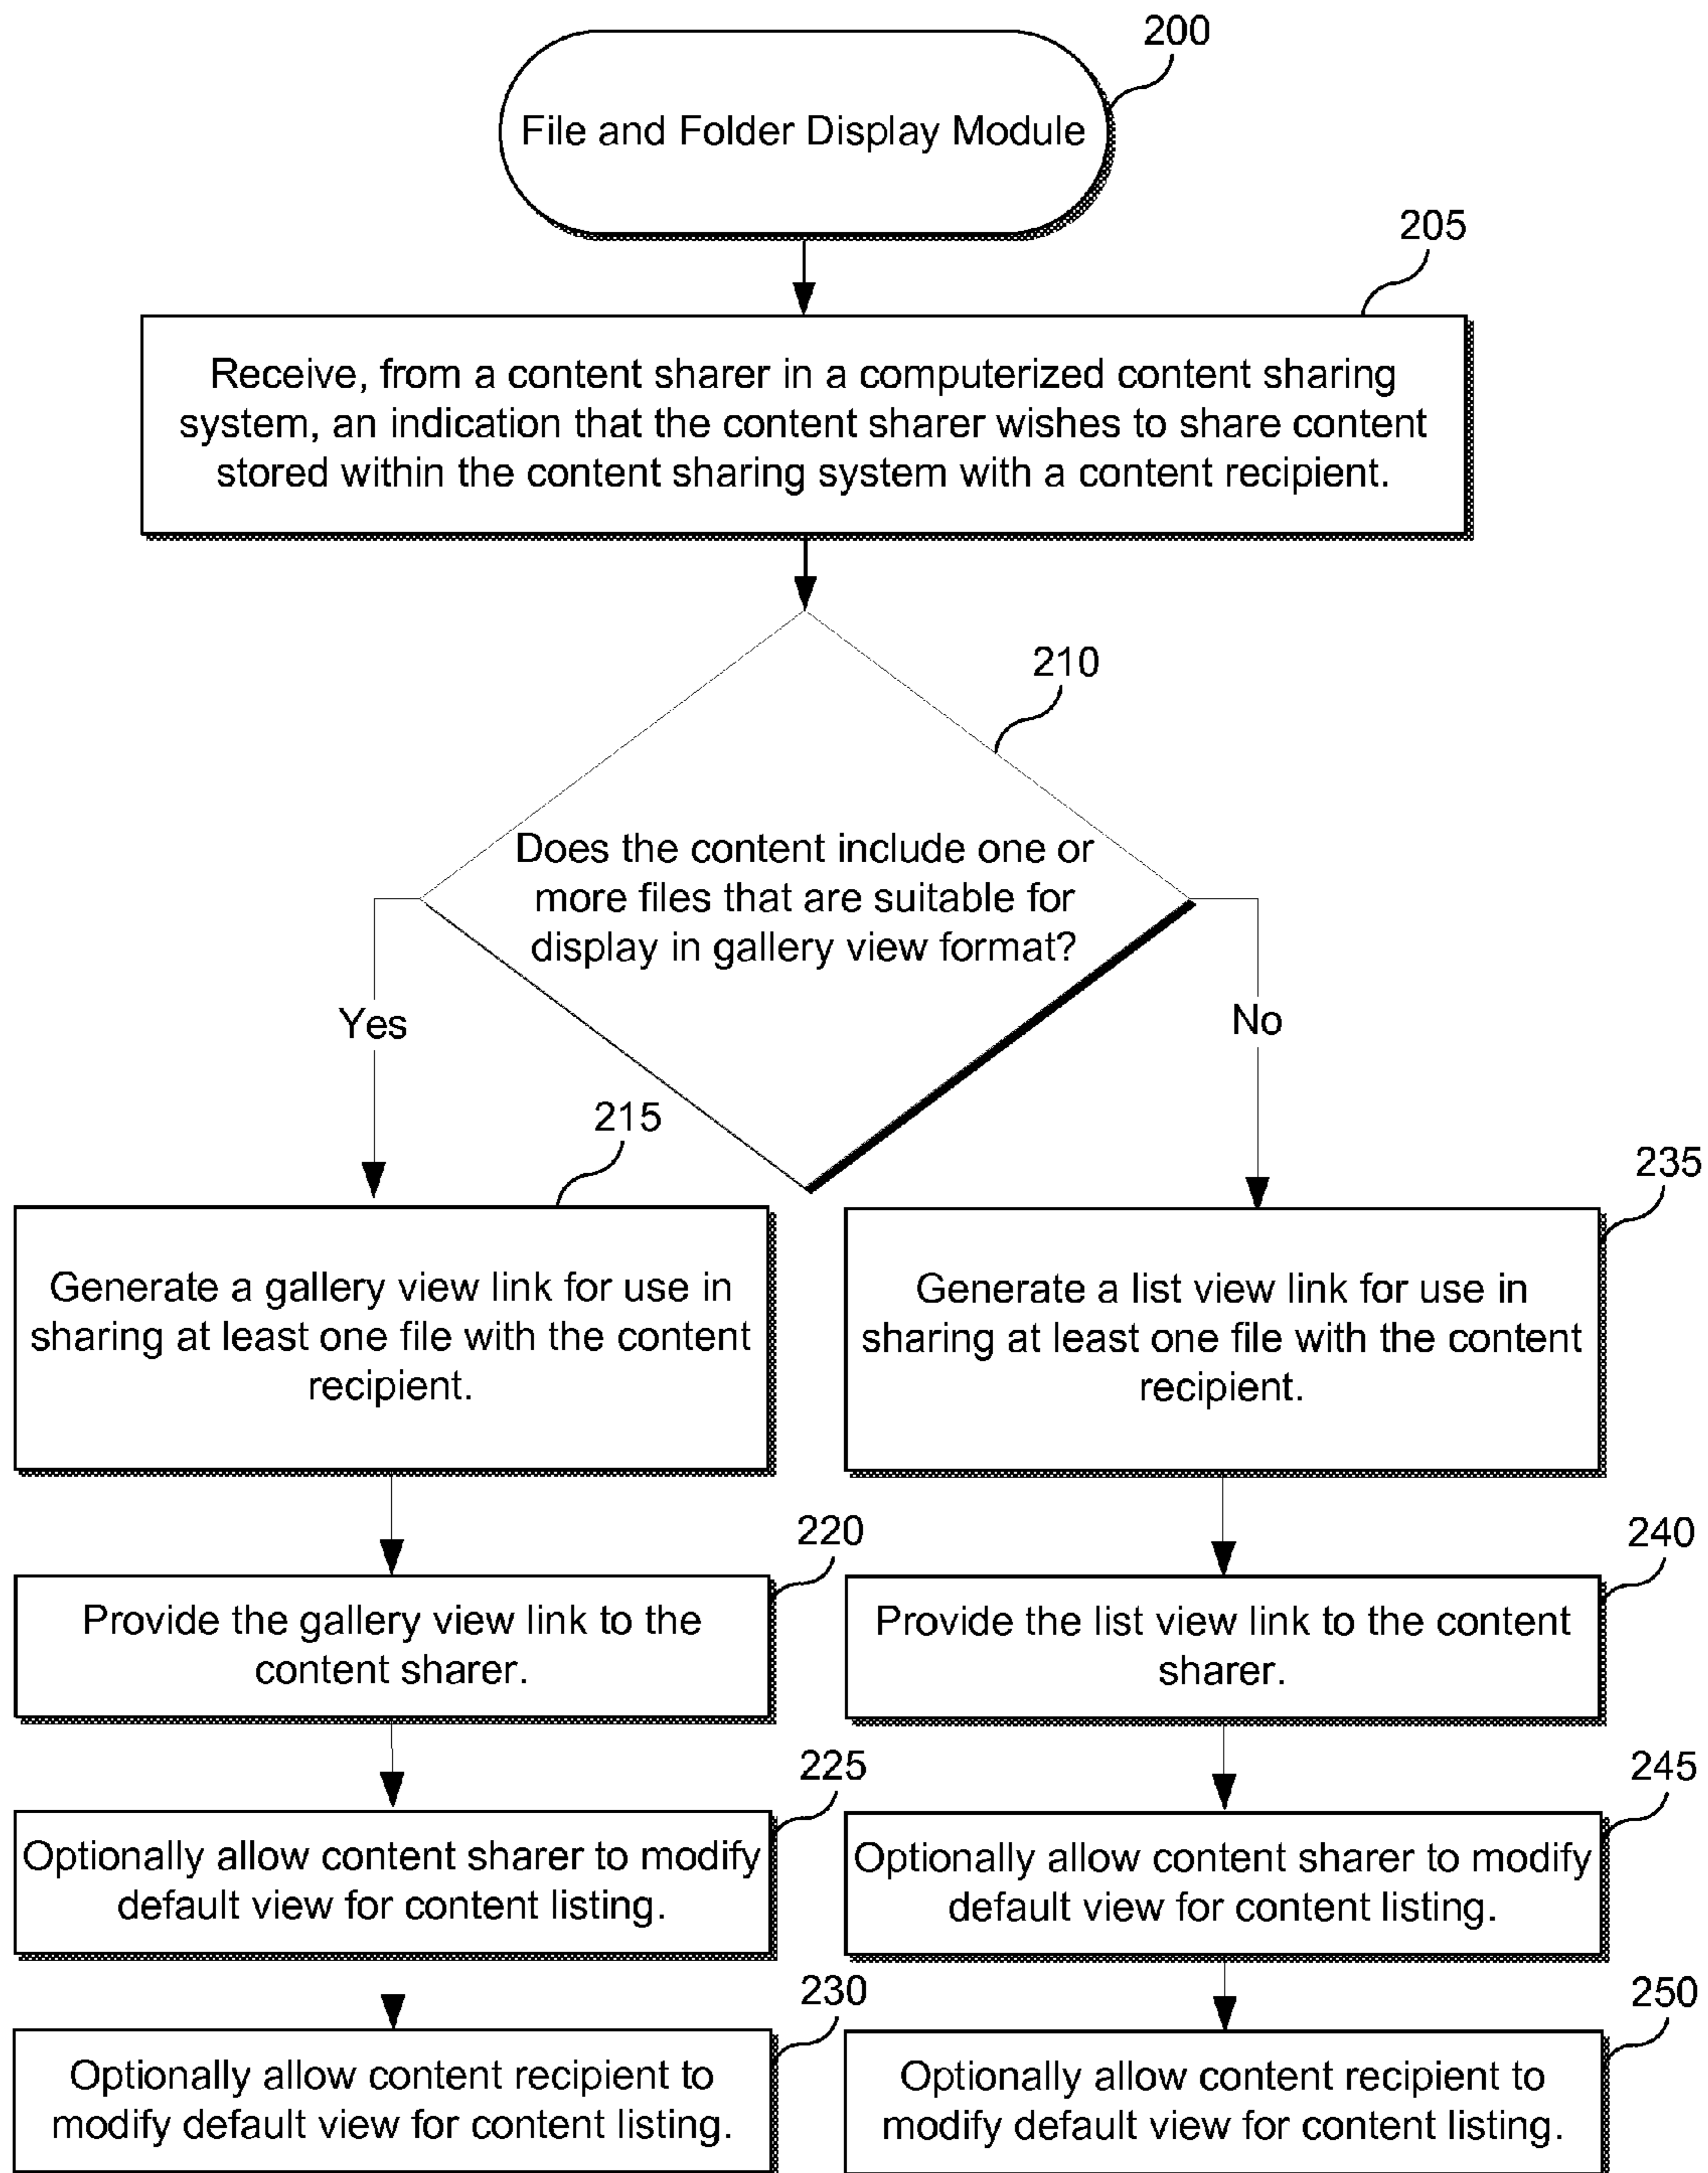 200
File and Folder Display Module
205
Receive, from a content sharer in a computerized content sharing
system, an indication that the content sharer wishes to share content
stored within the content sharing system with a content recipient.
210
Does the content include one or
more files that are suitable for
display in gallery view format?
Yes
No
215
Generate a gallery view link for use in
sharing at least one file with the content
recipient.
235
Generate a list view link for use in
sharing at least one file with the content
recipient.
220
Provide the gallery view link to the
content sharer.
240
Provide the list view link to the content
sharer.
225
Optionally allow content sharer to modify
default view for content listing.
245
Optionally allow content sharer to modify
default view for content listing.
230
Optionally allow content recipient to
modify default view for content listing.
250
Optionally allow content recipient to
modify default view for content listing.